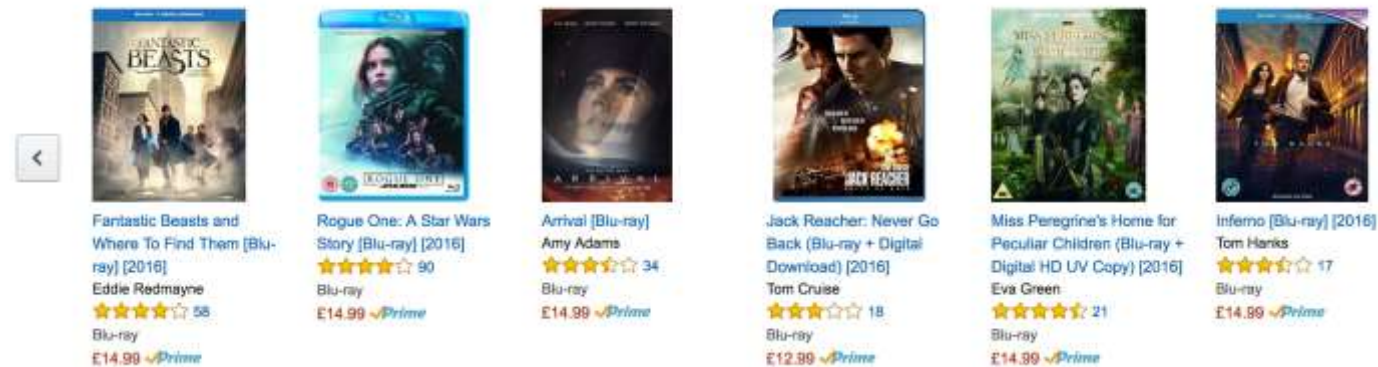 FANTASTIC
BEASTS
Fantastic Beasts and
Where To Find Them [Blu-
ray] [2016]
Eddie Redmayne
58
Blu-ray
£14.99 Prime
ROGUE ONE
Rogue One: A Star Wars
Story [Blu-ray] [2016]
90
Blu-ray
£14.99 Prime
ARRIVAL
Arrival [Blu-ray]
Amy Adams
34
Blu-ray
£14.99 Prime
JACK REACHER
Jack Reacher: Never Go
Back (Blu-ray + Digital
Download) [2016]
Tom Cruise
18
Blu-ray
£12.99 Prime
Miss Peregrine's Home for
Peculiar Children (Blu-ray +
Digital HD UV Copy) [2016]
Eva Green
21
Blu-ray
£14.99 Prime
Inferno [Blu-ray] [2016]
Tom Hanks
17
Blu-ray
£14.99 Prime